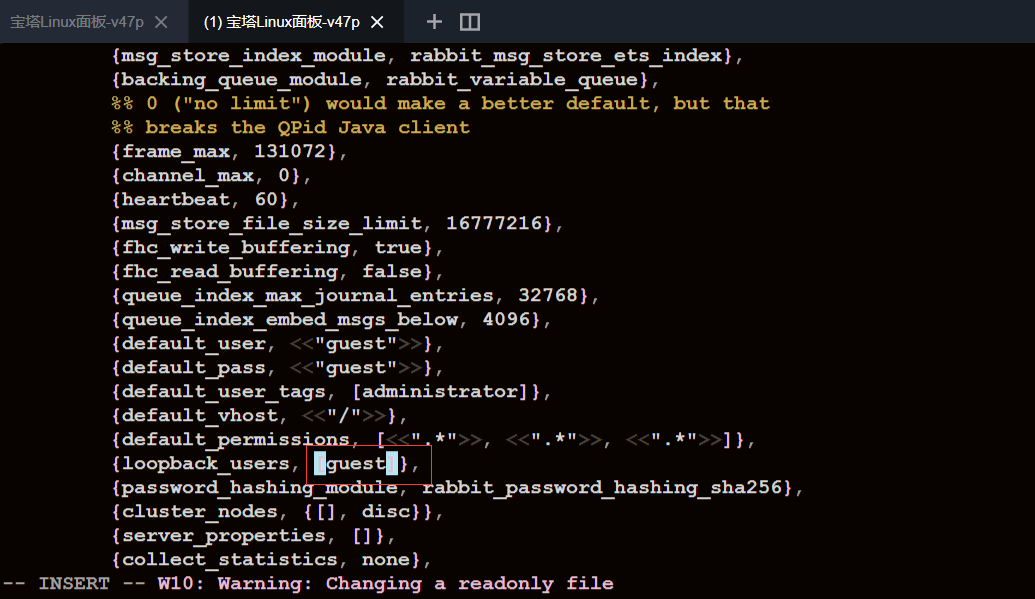 宝塔Linux面板-v47p
(1) 宝塔Linux面板-v47p
{msg_store_index_module, rabbit_msg_store_ets_index},
{backing_queue_module, rabbit_variable_queue},
%% 0 ("no limit") would make a better default, but that
%% breaks the QPid Java client
{frame_max, 131072},
{channel_max, 0},
{heartbeat, 60},
{msg_store_file_size_limit, 16777216},
{fhc_write_buffering, true},
{fhc_read_buffering, false},
{queue_index_max_journal_entries, 32768},
{queue_index_embed_msgs_below, 4096},
{default_user, <<"guest">>},
{default_pass, <<"guest">>},
{default_user_tags, [administrator]},
{default_vhost, <<"/">>},
{default_permissions, [<<".*">>, <<".*">>, <<".*">>]},
{loopback_users, [guest]},
{password_hashing_module, rabbit_password_hashing_sha256},
{cluster_nodes, {[], disc}},
{server_properties, []},
{collect_statistics, none},
-- INSERT -- W10: Warning: Changing a readonly file